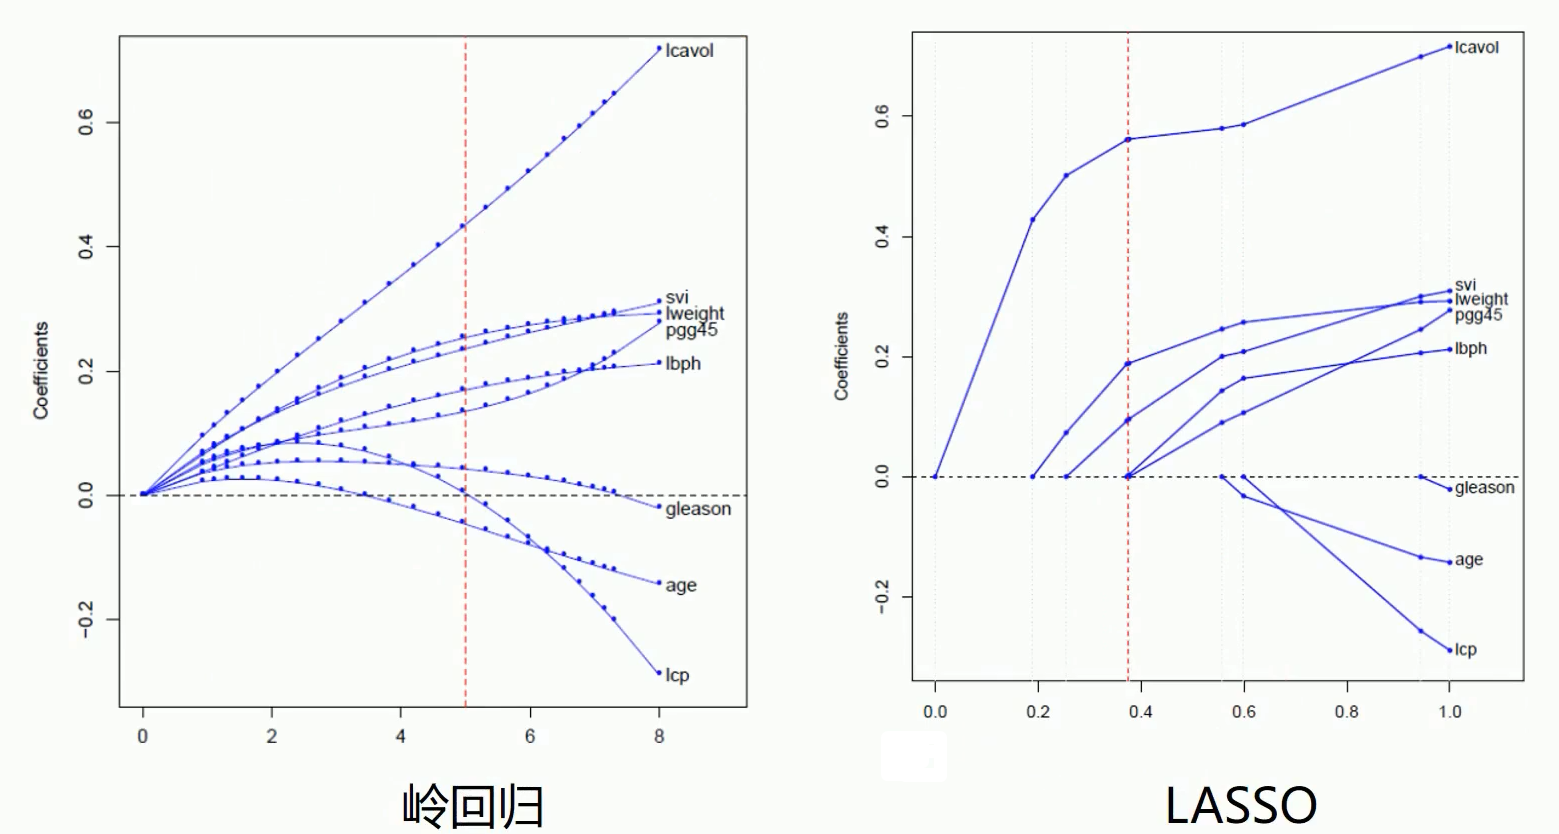 Coefficients
0.6
0.4
0.2
0.0
−0.2
lcavol
svi
lweight
pgg45
lbph
gleason
age
lcp
0 2 4 6 8
岭回归
Coefficients
0.6
0.4
0.2
0.0
−0.2
lcavol
svi
lweight
pgg45
lbph
gleason
age
lcp
0.0 0.2 0.4 0.6 0.8 1.0
LASSO